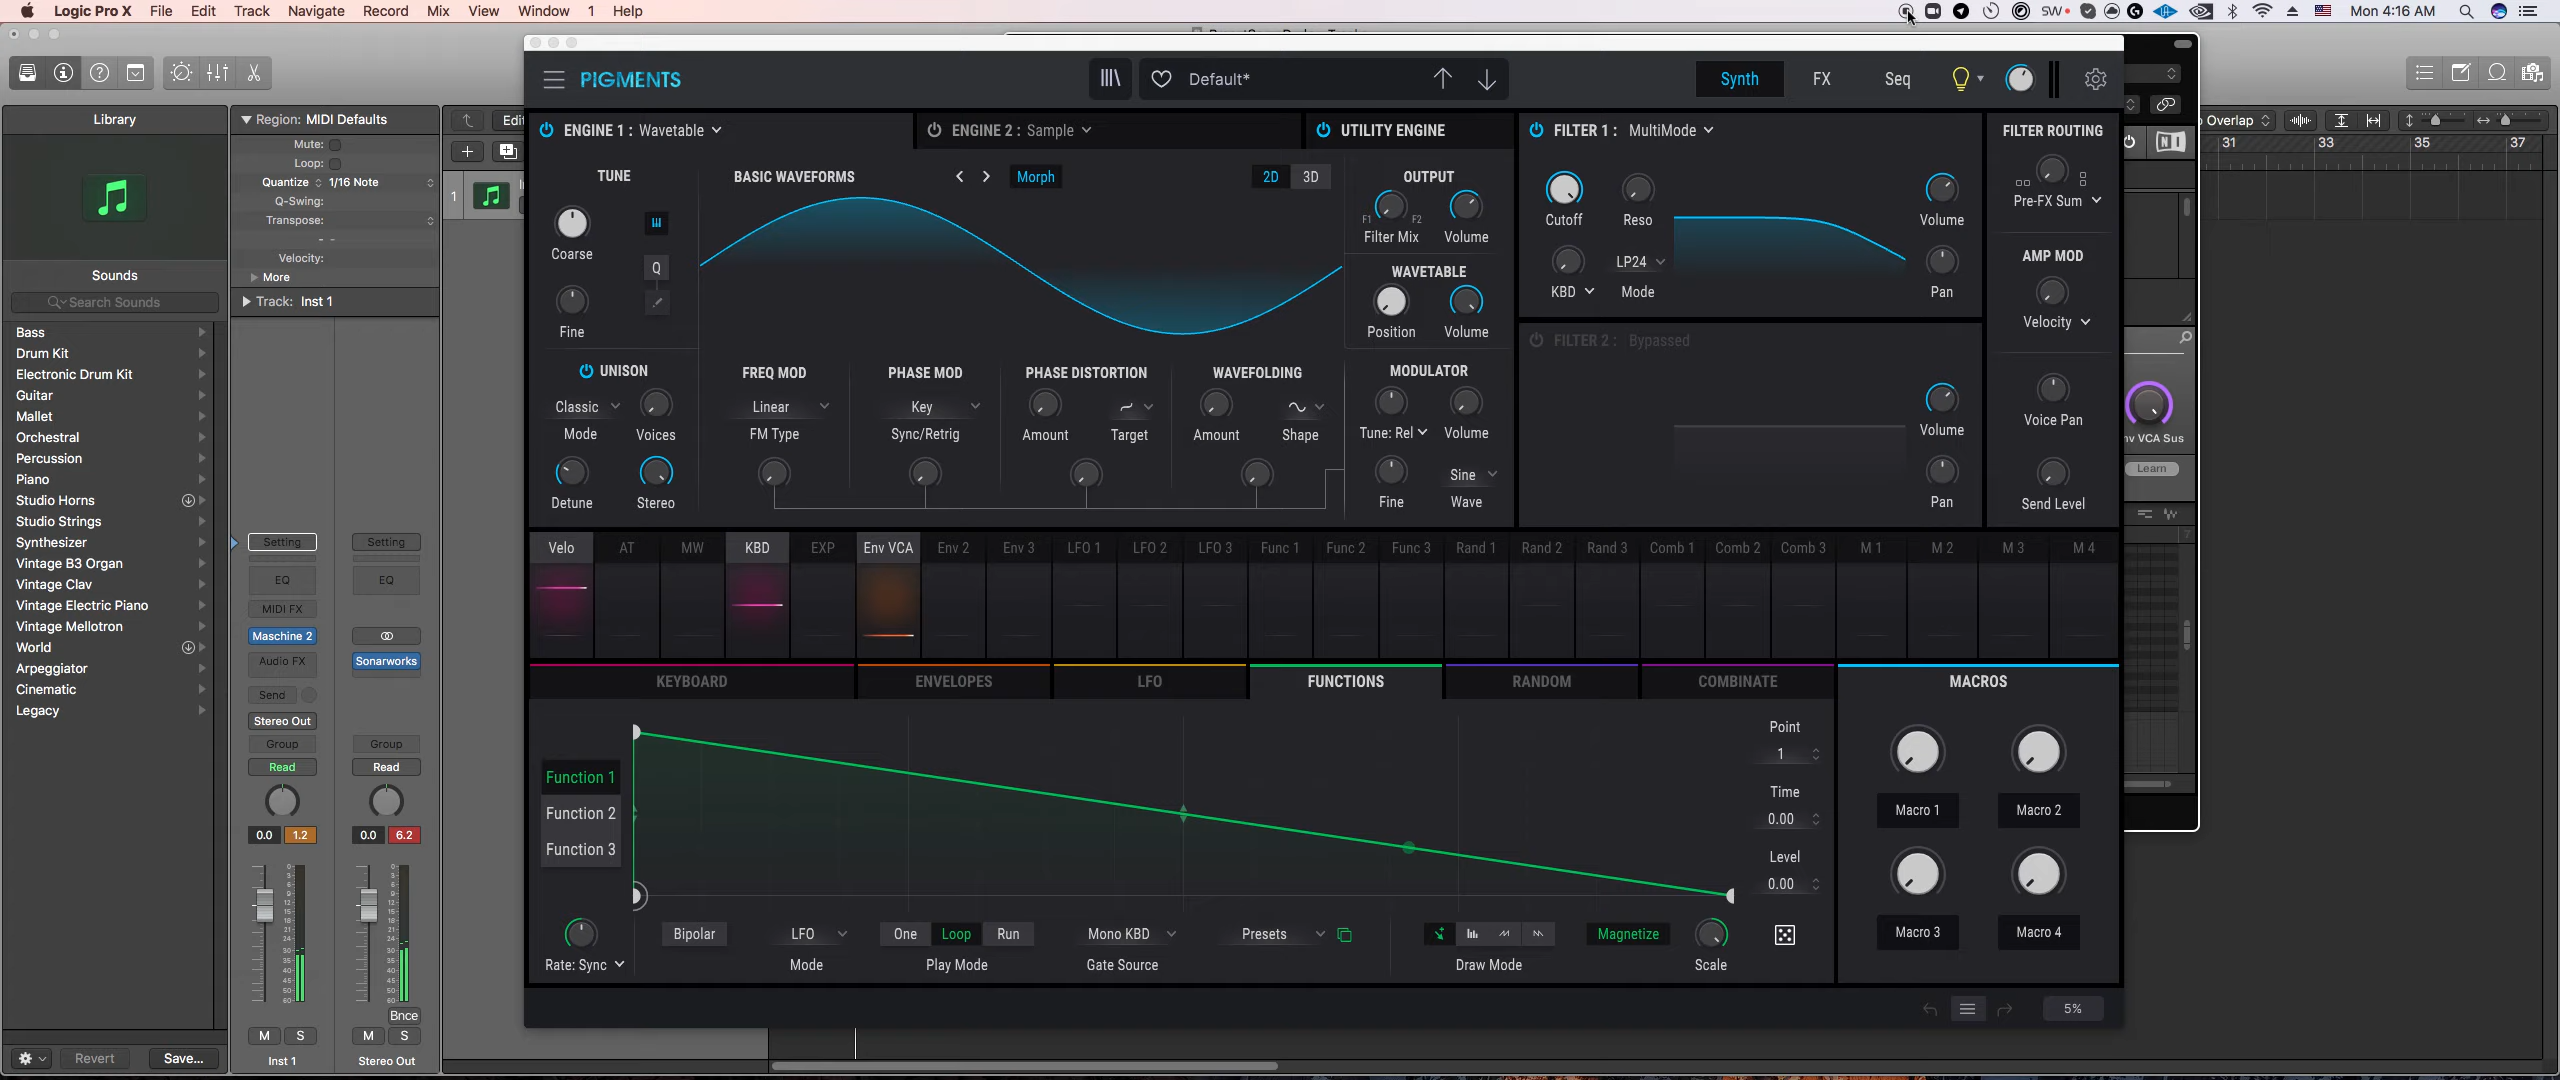 Logic Pro X File Edit Track Navigate Record Mix View Window 1 Help SW Mon 4:16 AM
PIGMENTS Default* Synth FX Seq
Library Region: MIDI Defaults
ENGINE 1 : Wavetable ENGINE 2 : Sample UTILITY ENGINE FILTER 1 : MultiMode FILTER ROUTING Overlap
Mute:
Loop:
Quantize 1/16 Note
Q-Swing:
Transpose:
Velocity:
More
Track: Inst 1
31 33 35 37
1
TUNE BASIC WAVEFORMS Morph 2D 3D OUTPUT
Coarse
Q
Fine
F1 F2
Filter Mix Volume
WAVETABLE
Position Volume
Cutoff Reso Volume
LP24
KBD Mode Pan
Pre-FX Sum
AMP MOD
Velocity
FILTER 2 : Bypassed
UNISON FREQ MOD PHASE MOD PHASE DISTORTION WAVEFOLDING MODULATOR
Classic Linear Key
Mode Voices FM Type Sync/Retrig Amount Target Amount Shape Tune: Rel Volume Volume Voice Pan
Sine
Detune Stereo Fine Wave Pan Send Level
NI
nv VCA Sus
Learn
Sounds
Search Sounds
Bass
Drum Kit
Electronic Drum Kit
Guitar
Mallet
Orchestral
Percussion
Piano
Studio Horns
Studio Strings
Synthesizer
Vintage B3 Organ
Vintage Clav
Vintage Electric Piano
Vintage Mellotron
World
Arpeggiator
Cinematic
Legacy
Setting Setting
EQ EQ
MIDI FX
Maschine 2
Audio FX Sonarworks
Send
Stereo Out
Group Group
Read Read
0.0 1.2 0.0 6.2
Bnce
M S M S
Revert Save... Inst 1 Stereo Out
Velo AT MW KBD EXP Env VCA Env 2 Env 3 LFO 1 LFO 2 LFO 3 Func 1 Func 2 Func 3 Rand 1 Rand 2 Rand 3 Comb 1 Comb 2 Comb 3 M 1 M 2 M 3 M 4
KEYBOARD ENVELOPES LFO FUNCTIONS RANDOM COMBINATE MACROS
Function 1
Function 2
Function 3
Point
1
Time
0.00
Level
0.00
Macro 1 Macro 2
Macro 3 Macro 4
Bipolar LFO One Loop Run Mono KBD Presets Magnetize
Rate: Sync Mode Play Mode Gate Source Draw Mode Scale
5%